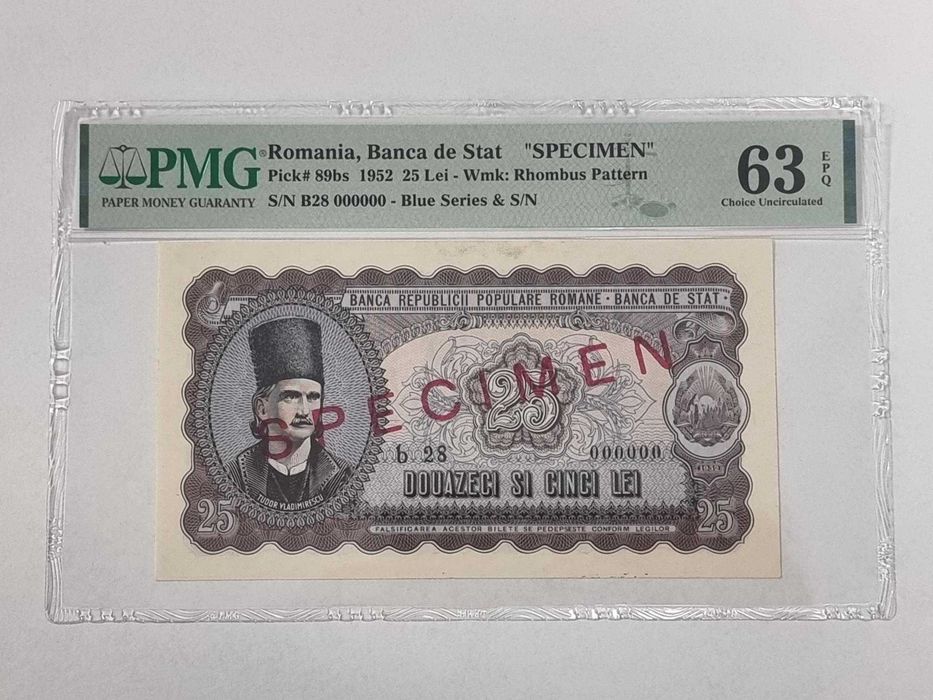 PMG®
PAPER MONEY GUARANTY
Romania, Banca de Stat "SPECIMEN"
Pick# 89bs 1952 25 Lei - Wmk: Rhombus Pattern
S/N B28 000000 - Blue Series & S/N
63 EPQ
Choice Uncirculated
BANCA REPUBLICII POPULARE ROMANE · BANCA DE STAT ·
SPECIMEN
25
b 28 000000
DOUAZECI SI CINCI LEI
TUDOR VLADIMIRESCU
1952
25 25
FALSIFICAREA ACESTOR BILETE SE PEDEPSESTE CONFORM LEGILOR
PMG